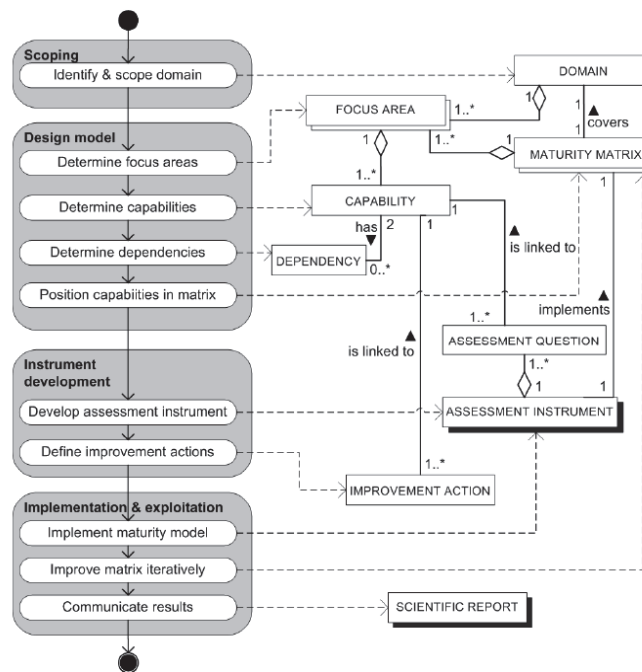 Scoping
Identify & scope domain
Design model
Determine focus areas
Determine capabilities
Determine dependencies
Position capabiities in matrix
Instrument
development
Develop assessment instrument
Define improvement actions
Implementation & exploitation
Implement maturity model
Improve matrix iteratively
Communicate results
DOMAIN
1
1
1..*
covers
FOCUS AREA
1
1..*
1
1
MATURITY MATRIX
1
1..*
CAPABILITY
has
2
1
1
is linked to
DEPENDENCY
0..*
implements
1..*
is linked to
ASSESSMENT QUESTION
1..*
1
1
ASSESSMENT INSTRUMENT
1..*
IMPROVEMENT ACTION
SCIENTIFIC REPORT